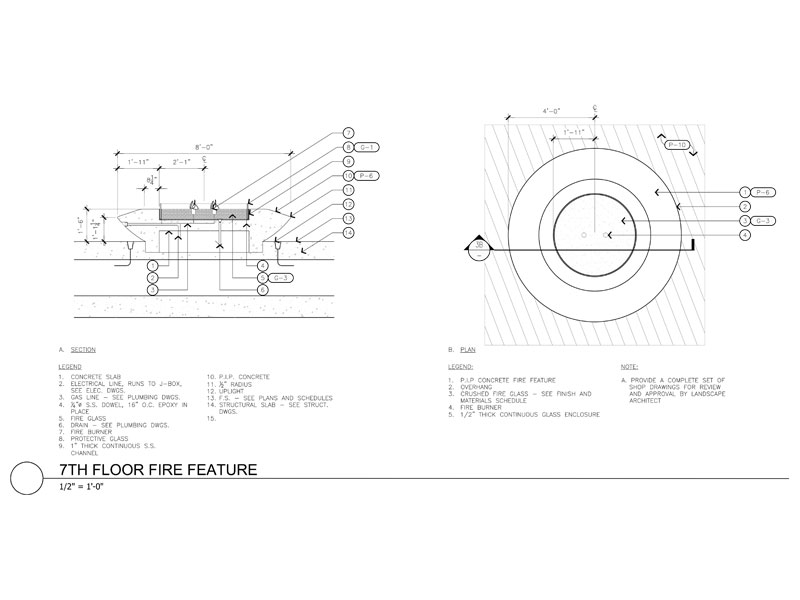 8'-0"
1'-11"
2'-1"
℄
8¼"
1'-6"
7
8 G-1
9
10 P-6
11
12
13
14
1
2
3
4
5 G-3
6
A. SECTION
LEGEND
1. CONCRETE SLAB
2. ELECTRICAL LINE, RUNS TO J-BOX,
SEE ELEC. DWGS.
3. GAS LINE – SEE PLUMBING DWGS.
4. ¼"ø S.S. DOWEL, 16" O.C. EPOXY IN
PLACE
5. FIRE GLASS
6. DRAIN – SEE PLUMBING DWGS.
7. FIRE BURNER
8. PROTECTIVE GLASS
9. 1" THICK CONTINUOUS S.S.
CHANNEL
10. P.I.P. CONCRETE
11. ½" RADIUS
12. UPLIGHT
13. F.S. – SEE PLANS AND SCHEDULES
14. STRUCTURAL SLAB – SEE STRUCT.
DWGS.
15.
4'-0"
℄
1'-11"
P-10
1 P-6
2
3 G-3
4
B. PLAN
LEGEND:
1. P.I.P CONCRETE FIRE FEATURE
2. OVERHANG
3. CRUSHED FIRE GLASS – SEE FINISH AND
MATERIALS SCHEDULE
4. FIRE BURNER
5. 1/2" THICK CONTINUOUS GLASS ENCLOSURE
NOTE:
A. PROVIDE A COMPLETE SET OF
SHOP DRAWINGS FOR REVIEW
AND APPROVAL BY LANDSCAPE
ARCHITECT
7TH FLOOR FIRE FEATURE
1/2" = 1'-0"